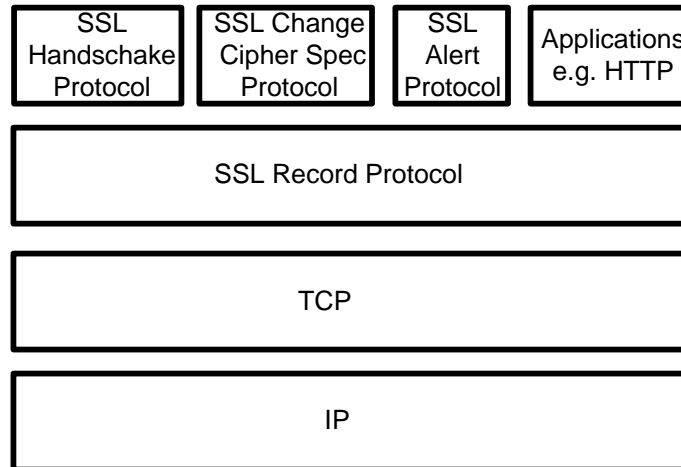 SSL
Handschake
Protocol
SSL Change
Cipher Spec
Protocol
SSL
Alert
Protocol
Applications
e.g. HTTP
SSL Record Protocol
TCP
IP